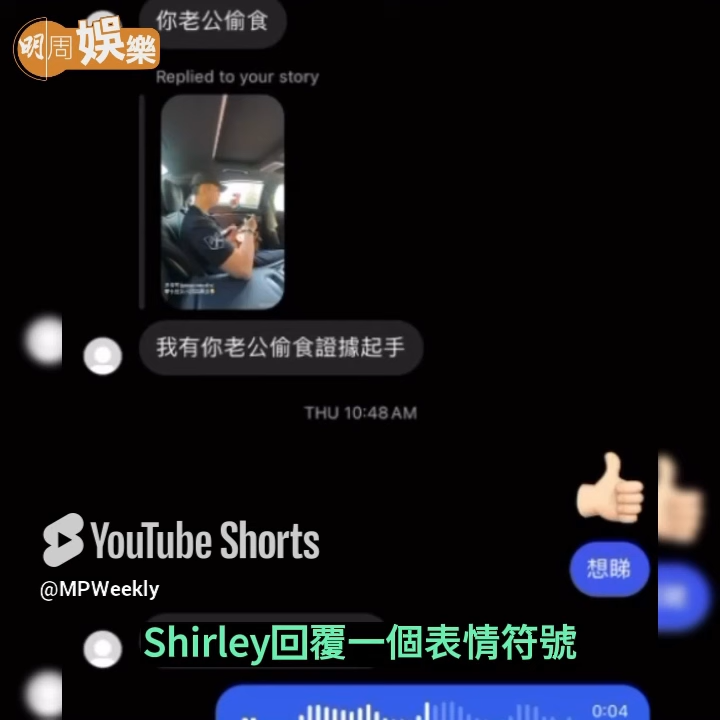 明周娛樂
你老公偷食
Replied to your story
我有你老公偷食證據起手
THU 10:48 AM
想睇
YouTube Shorts
@MPWeekly
Shirley回覆一個表情符號
0:04